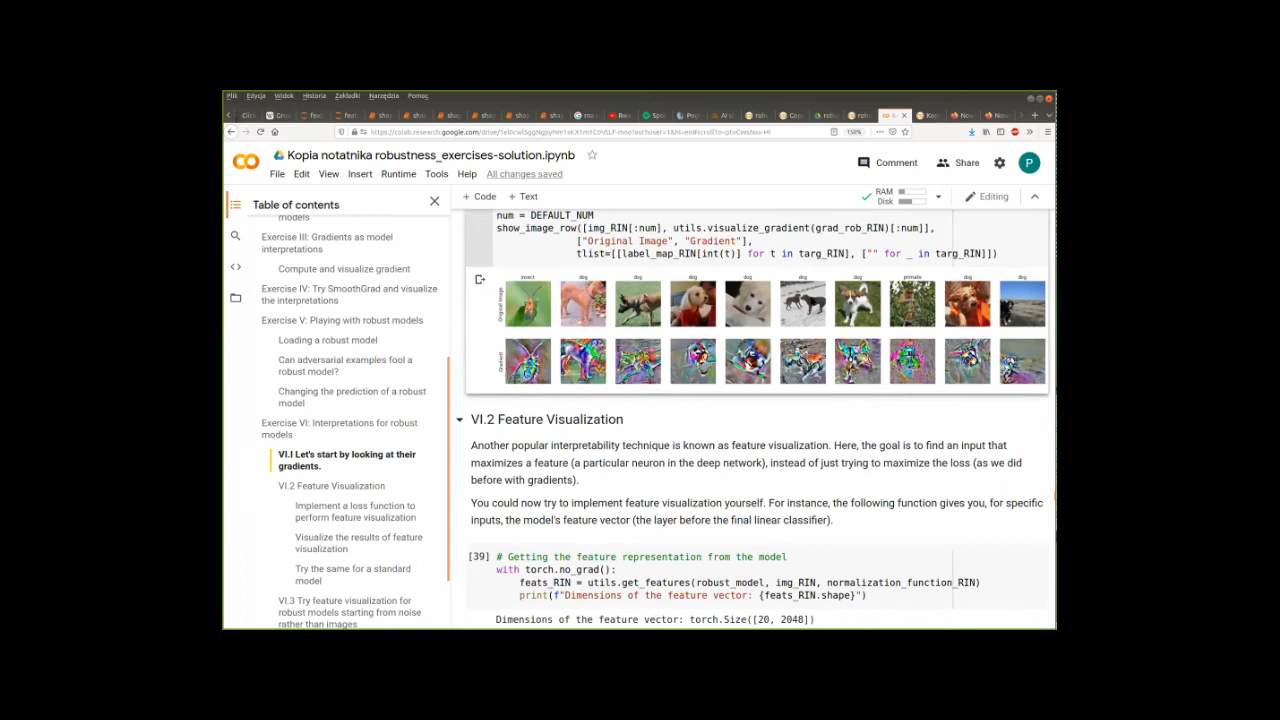 Plik Edycja Widok Historia Zakładki Narzędzia Pomoc
Kopia notatnika robustness_exercises-solution.ipynb
Comment Share P
File Edit View Insert Runtime Tools Help All changes saved
+ Code + Text RAM Disk Editing
Table of contents
models
Exercise III: Gradients as model
interpretations
Compute and visualize gradient
Exercise IV: Try SmoothGrad and visualize
the interpretations
Exercise V: Playing with robust models
Loading a robust model
Can adversarial examples fool a
robust model?
Changing the prediction of a robust
model
Exercise VI: Interpretations for robust
models
VI.I Let's start by looking at their
gradients.
VI.2 Feature Visualization
Implement a loss function to
perform feature visualization
Visualize the results of feature
visualization
Try the same for a standard
model
VI.3 Try feature visualization for
robust models starting from noise
rather than images
num = DEFAULT_NUM
show_image_row([img_RIN[:num], utils.visualize_gradient(grad_rob_RIN)[:num]],
["Original Image", "Gradient"],
tlist=[[label_map_RIN[int(t)] for t in targ_RIN], ["" for _ in targ_RIN]])
insect dog dog dog dog dog dog primate dog dog
Original Image
Gradient
VI.2 Feature Visualization
Another popular interpretability technique is known as feature visualization. Here, the goal is to find an input that
maximizes a feature (a particular neuron in the deep network), instead of just trying to maximize the loss (as we did
before with gradients).
You could now try to implement feature visualization yourself. For instance, the following function gives you, for specific
inputs, the model's feature vector (the layer before the final linear classifier).
[39] # Getting the feature representation from the model
with torch.no_grad():
feats_RIN = utils.get_features(robust_model, img_RIN, normalization_function_RIN)
print(f"Dimensions of the feature vector: {feats_RIN.shape}")
Dimensions of the feature vector: torch.Size([20, 2048])